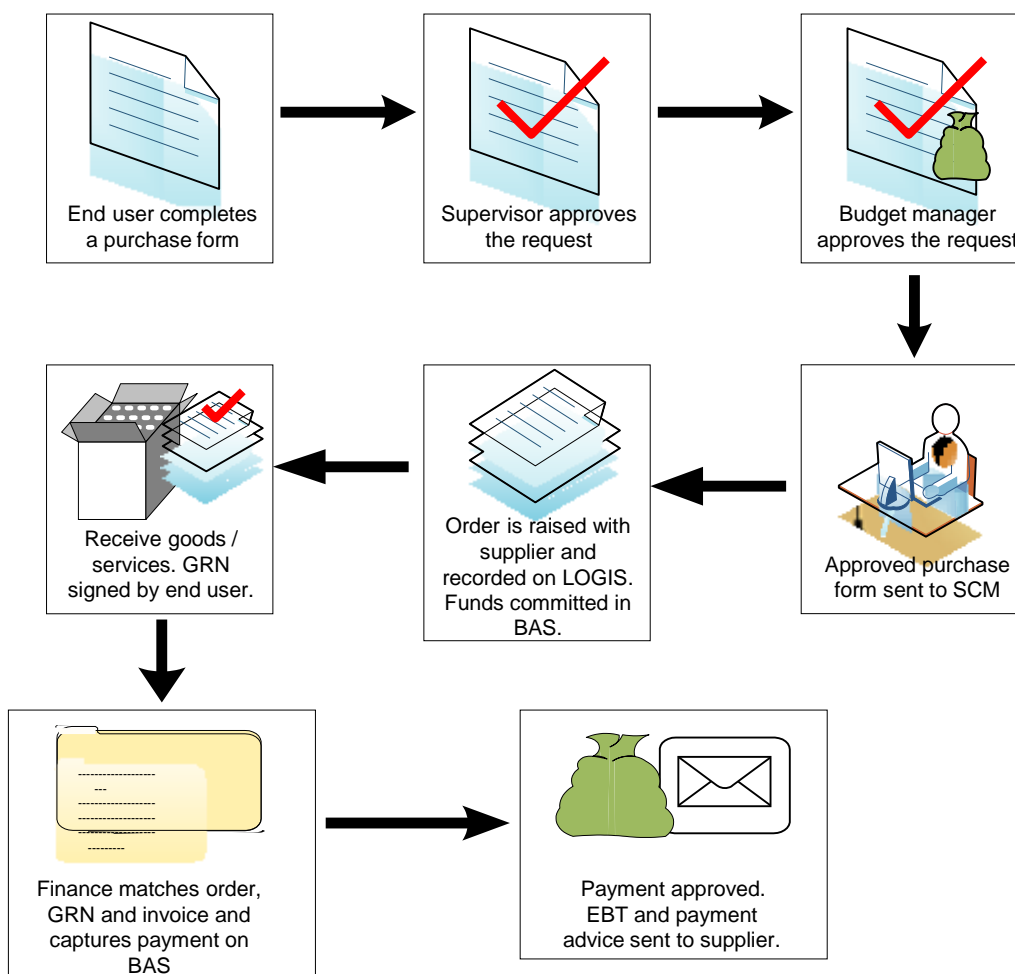 End user completes
a purchase form
Supervisor approves
the request
Budget manager
approves the request
Receive goods /
services. GRN
signed by end user.
Order is raised with
supplier and
recorded on LOGIS.
Funds committed in
BAS.
Approved purchase
form sent to SCM
Finance matches order,
GRN and invoice and
captures payment on
BAS
Payment approved.
EBT and payment
advice sent to supplier.